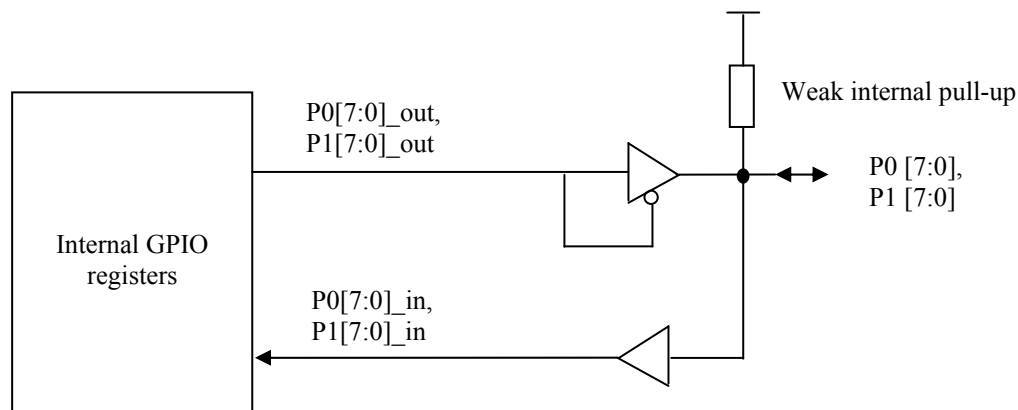 Weak internal pull-up
P0[7:0]_out,
P1[7:0]_out
P0 [7:0],
P1 [7:0]
Internal GPIO
registers
P0[7:0]_in,
P1[7:0]_in